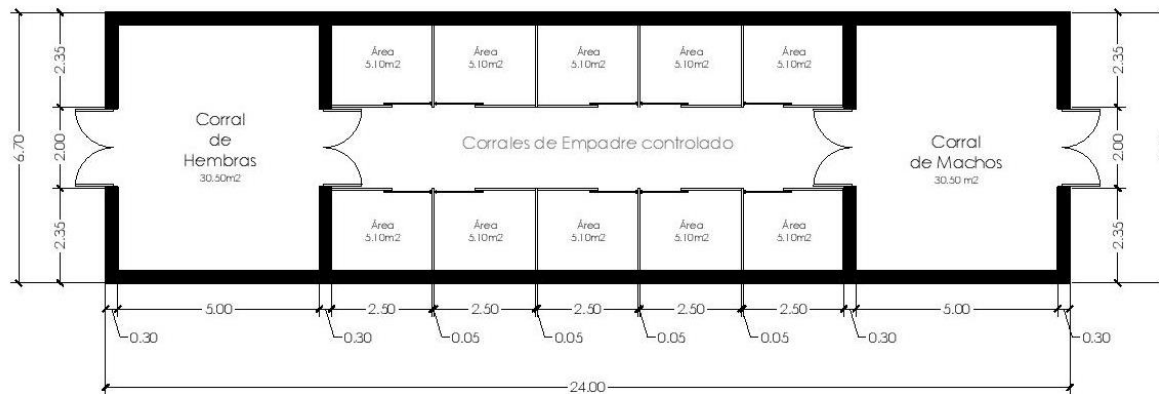 Área
5.10m2
Área
5.10m2
Área
5.10m2
Área
5.10m2
Área
5.10m2
2.35
2.35
6.70
2.00
2.00
Corral
de
Hembras
30.50m2
Corrales de Empadre controlado
Corral
de Machos
30.50 m2
Área
5.10m2
Área
5.10m2
Área
5.10m2
Área
5.10m2
Área
5.10m2
2.35
2.35
5.00
2.50
2.50
2.50
2.50
2.50
5.00
0.30
0.30
0.05
0.05
0.05
0.05
0.30
0.30
24.00